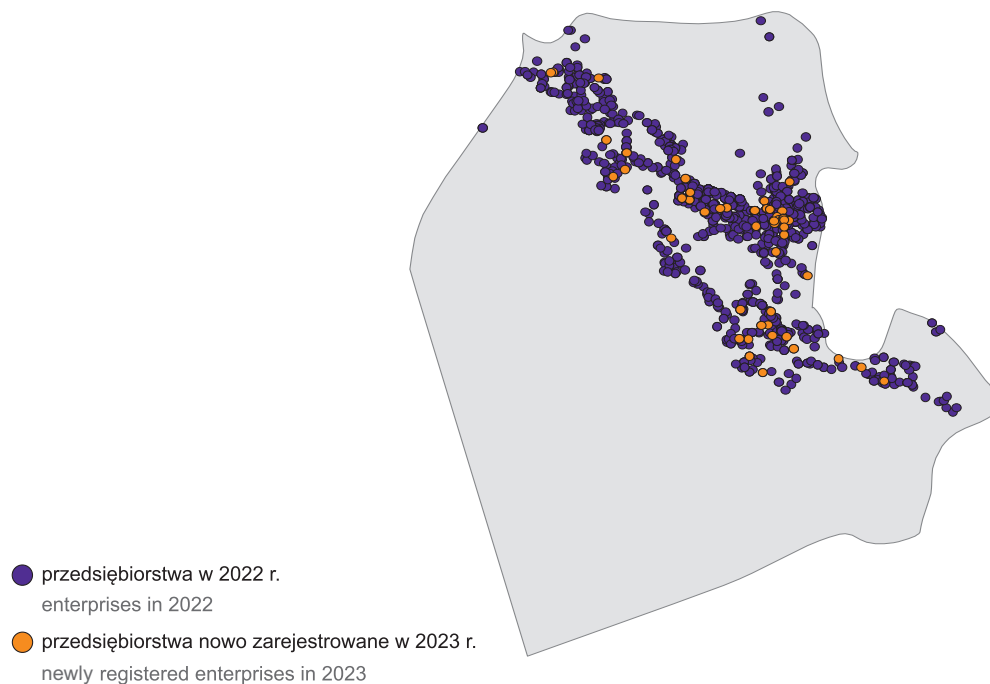 przedsiębiorstwa w 2022 r.
enterprises in 2022
przedsiębiorstwa nowo zarejestrowane w 2023 r.
newly registered enterprises in 2023